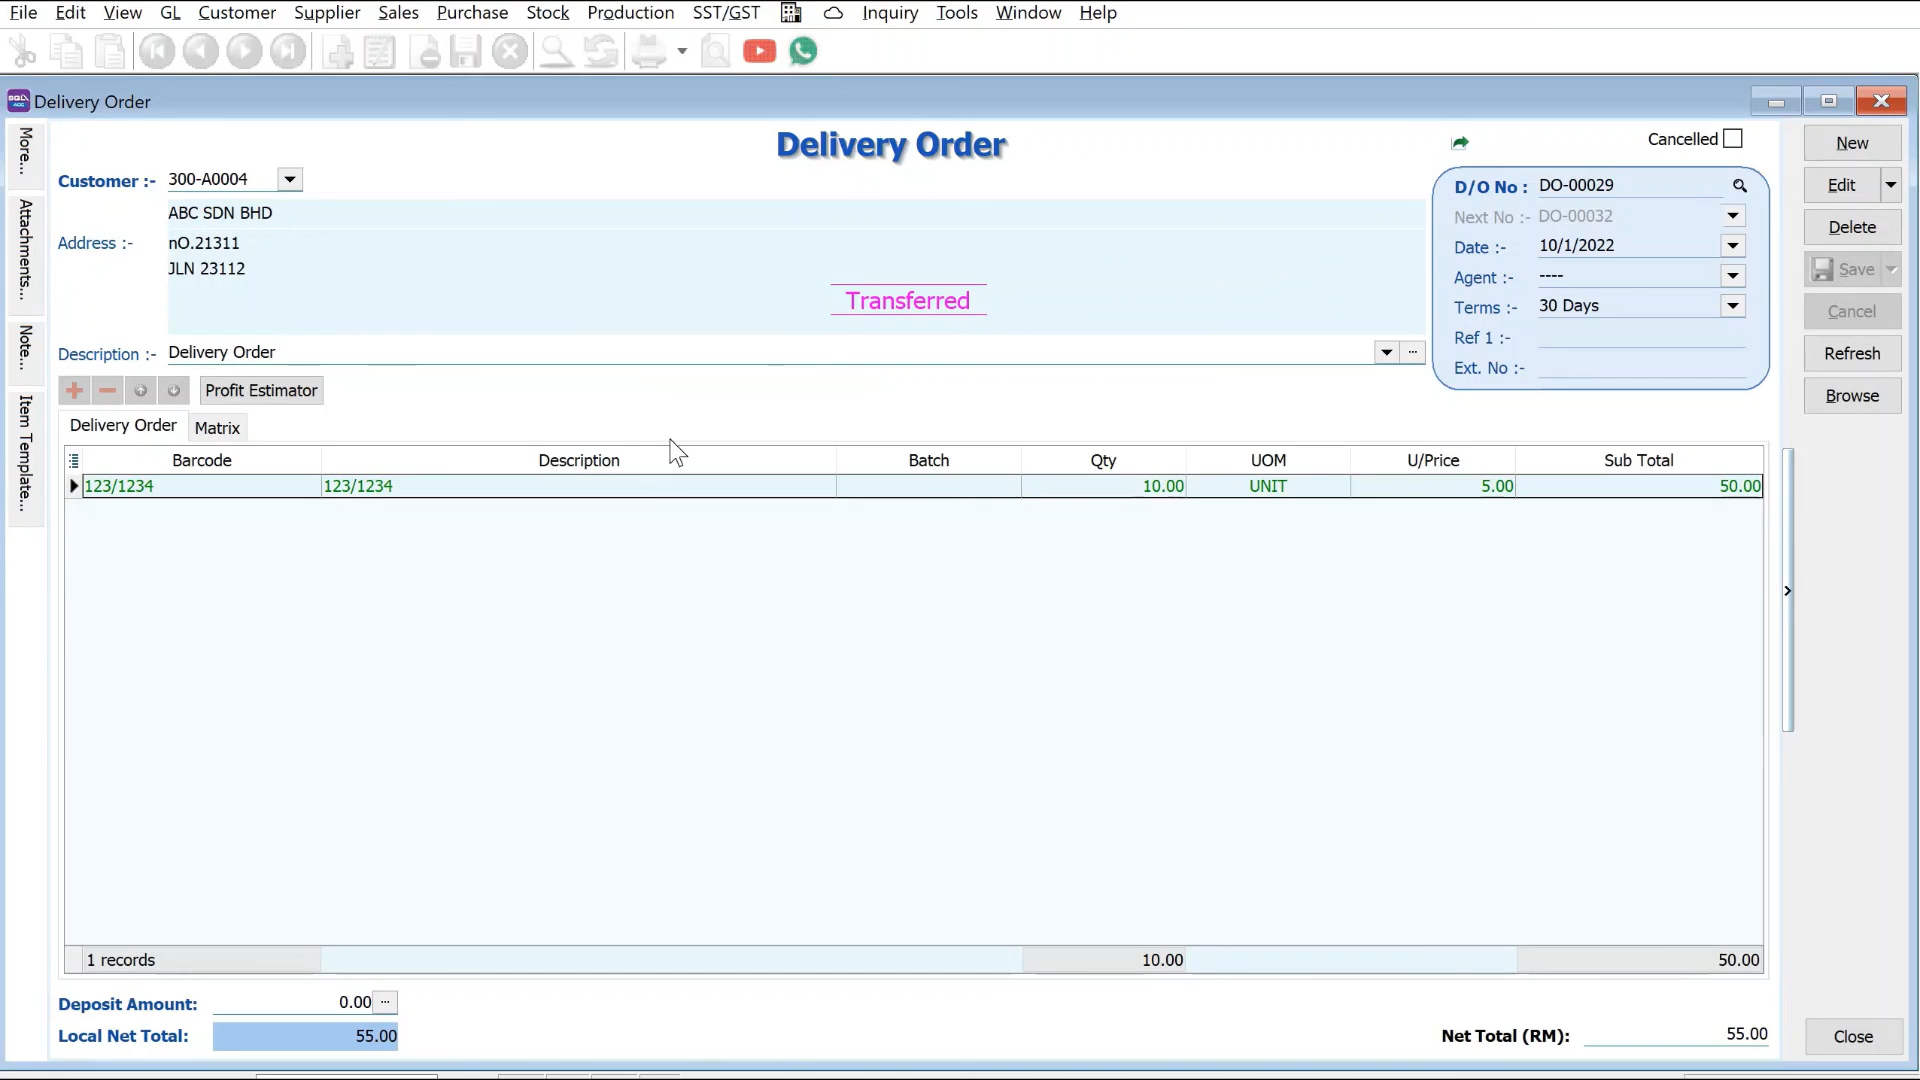 File Edit View GL Customer Supplier Sales Purchase Stock Production SST/GST Inquiry Tools Window Help
Delivery Order
More...
Attachments...
Note...
Item Template...
Delivery Order
Cancelled
Customer :- 300-A0004
ABC SDN BHD
Address :- nO.21311
JLN 23112
Transferred
Description :- Delivery Order ...
D/O No : DO-00029
Next No :- DO-00032
Date :- 10/1/2022
Agent :- ----
Terms :- 30 Days
Ref 1 :-
Ext. No :-
New
Edit
Delete
Save
Cancel
Refresh
Browse
Profit Estimator
Delivery Order Matrix
Barcode Description Batch Qty UOM U/Price Sub Total
123/1234 123/1234 10.00 UNIT 5.00 50.00
1 records 10.00 50.00
Deposit Amount: 0.00 ...
Local Net Total: 55.00
Net Total (RM): 55.00
Close